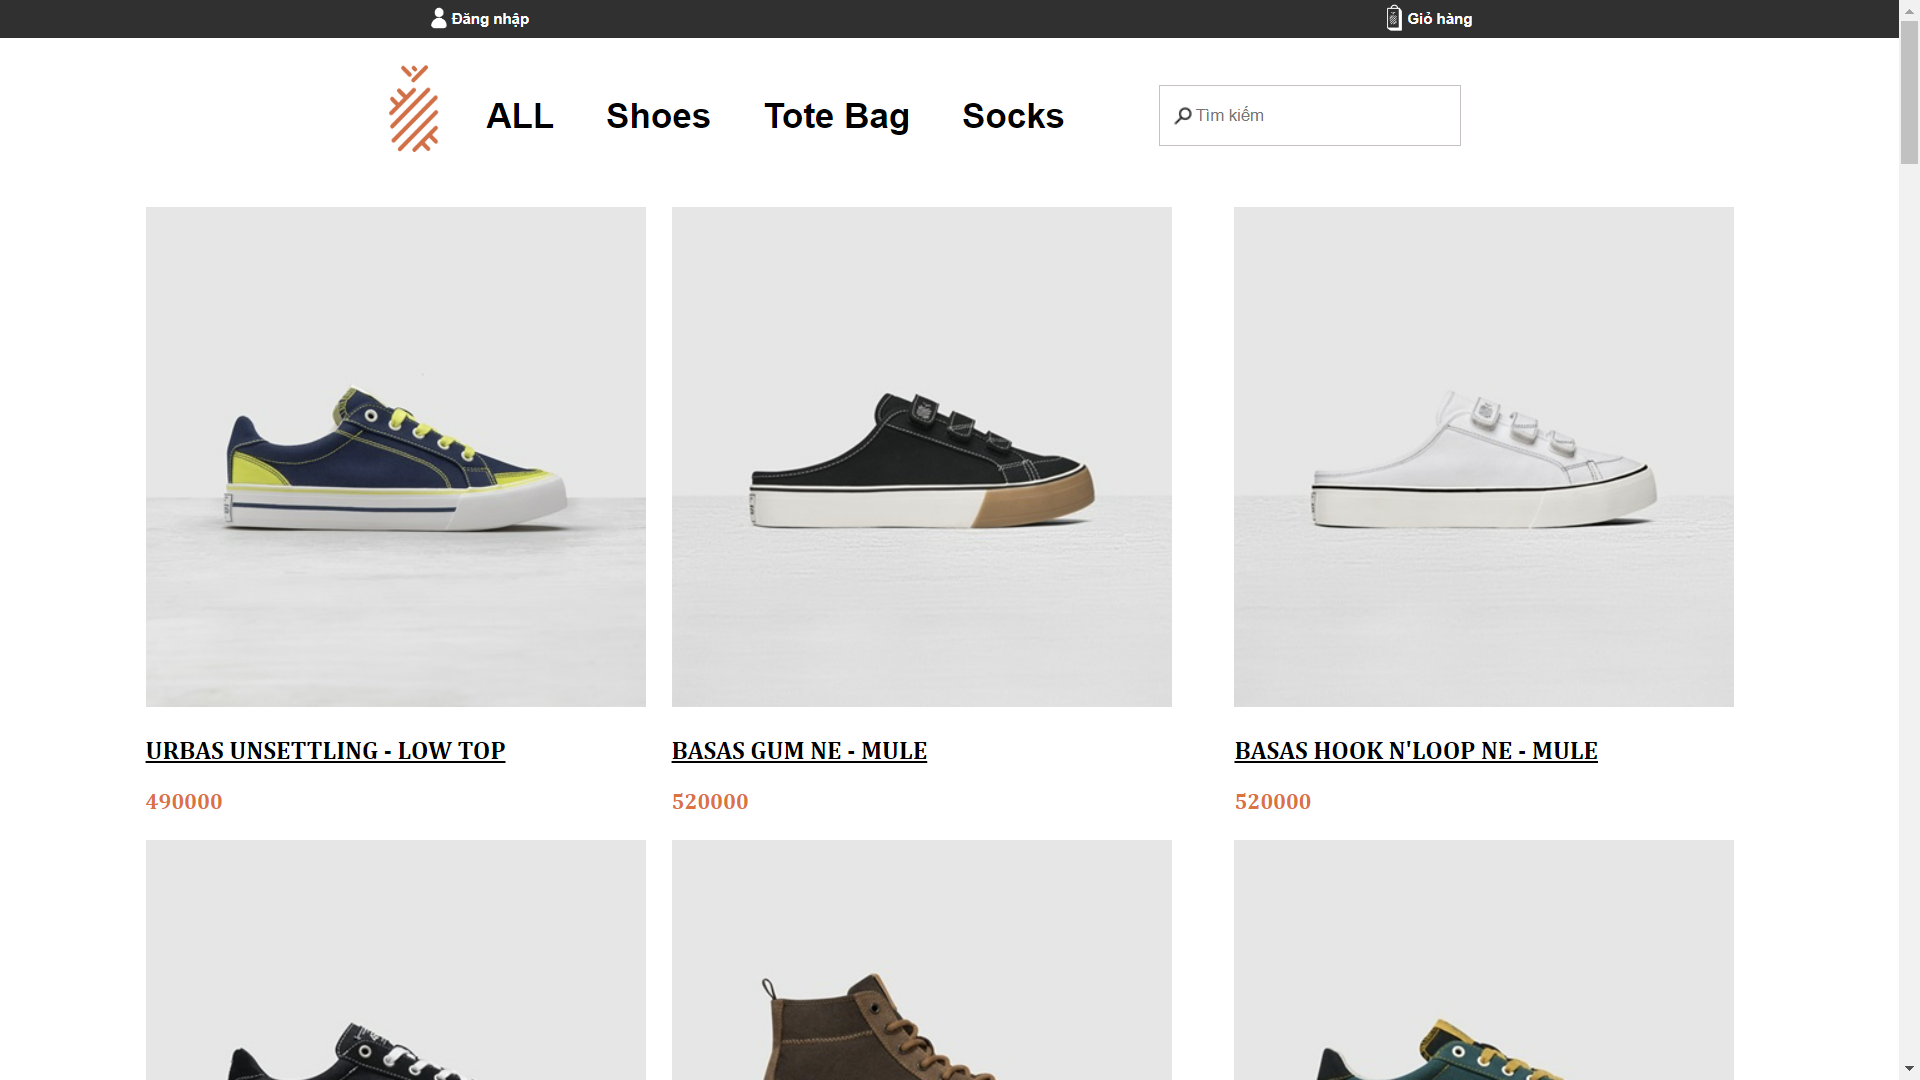 Đăng nhập
Giỏ hàng
ALL
Shoes
Tote Bag
Socks
Tìm kiếm
URBAS UNSETTLING - LOW TOP
BASAS GUM NE - MULE
BASAS HOOK N'LOOP NE - MULE
490000
520000
520000